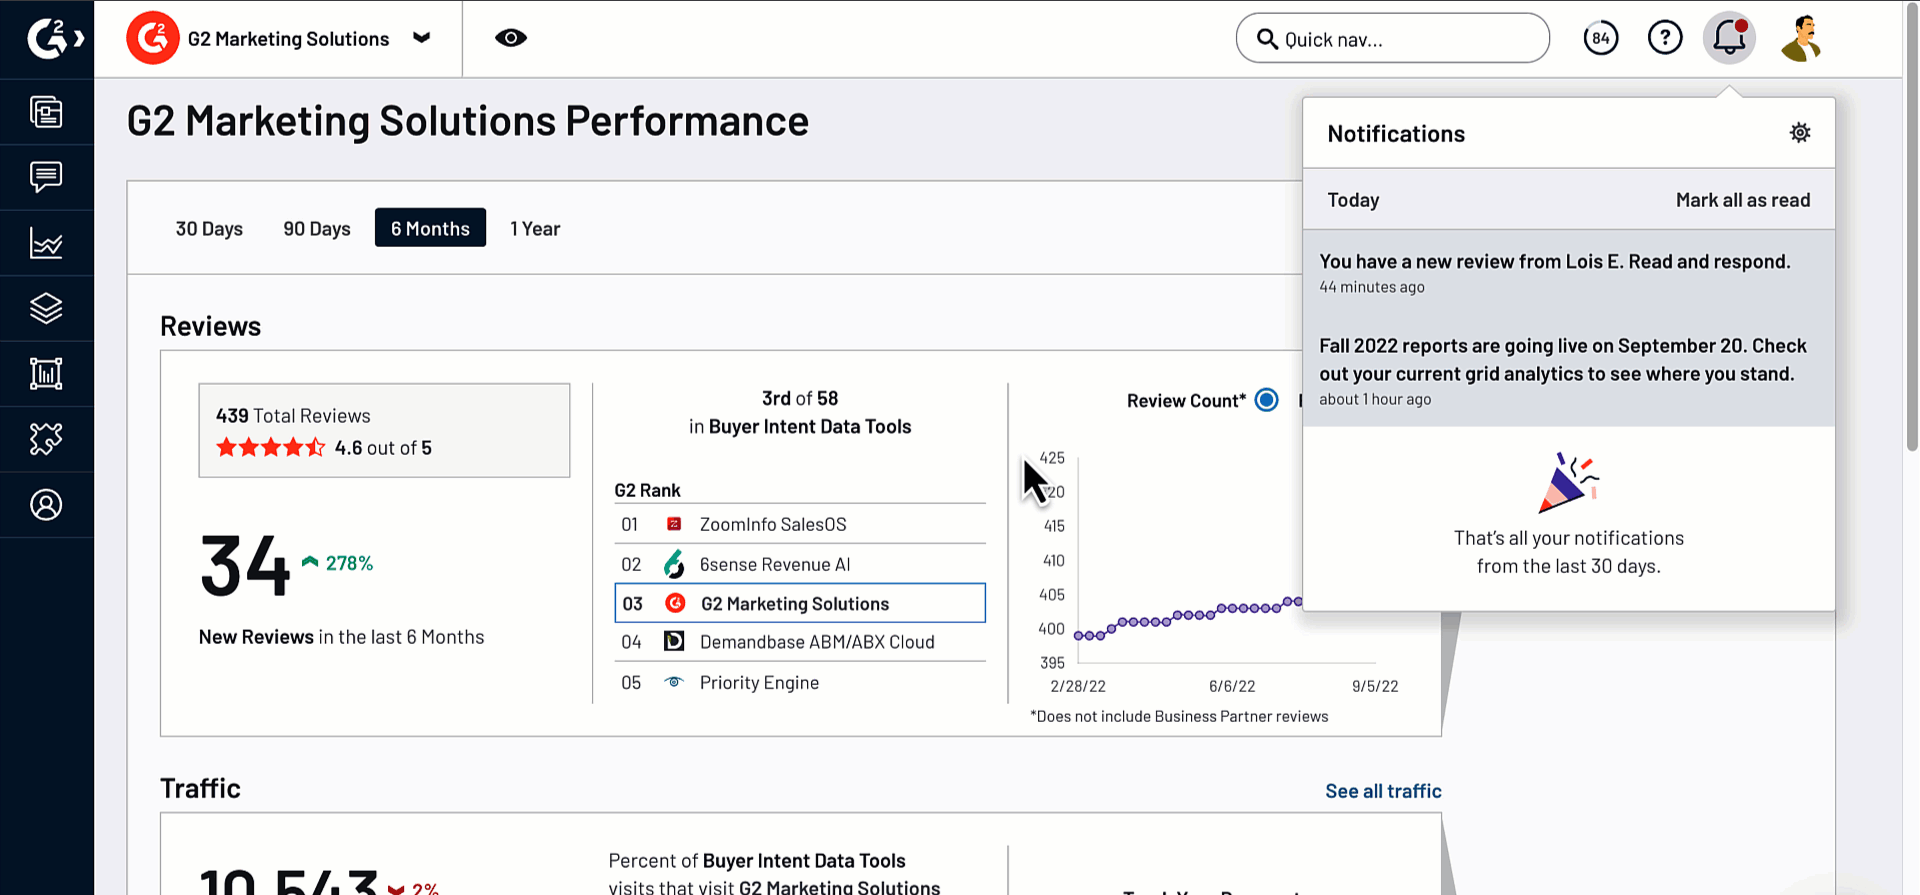 G2 Marketing Solutions
Quick nav...
84
?
G2 Marketing Solutions Performance
Notifications
Today
Mark all as read
You have a new review from Lois E. Read and respond.
44 minutes ago
Fall 2022 reports are going live on September 20. Check
out your current grid analytics to see where you stand.
about 1 hour ago
That's all your notifications
from the last 30 days.
30 Days
90 Days
6 Months
1 Year
Reviews
439 Total Reviews
4.6 out of 5
34
278%
New Reviews in the last 6 Months
3rd of 58
in Buyer Intent Data Tools
G2 Rank
01 ZoomInfo SalesOS
02 6sense Revenue AI
03 G2 Marketing Solutions
04 Demandbase ABM/ABX Cloud
05 Priority Engine
Review Count*
425
415
410
405
400
395
2/28/22
6/6/22
9/5/22
*Does not include Business Partner reviews
Traffic
See all traffic
10,543
2%
Percent of Buyer Intent Data Tools
visits that visit G2 Marketing Solutions